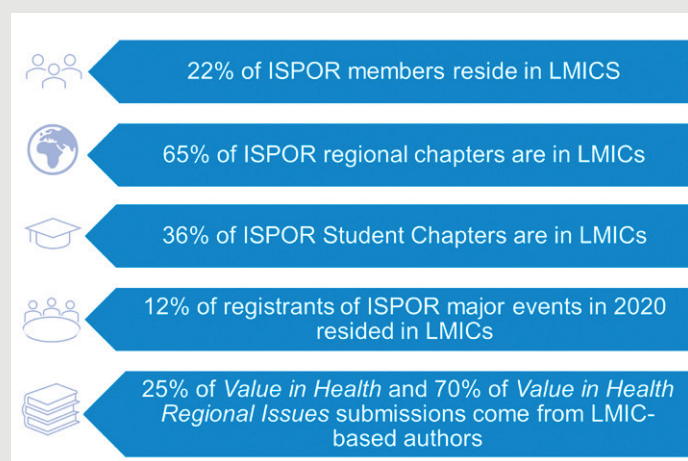 22% of ISPOR members reside in LMICS
65% of ISPOR regional chapters are in LMICs
36% of ISPOR Student Chapters are in LMICs
12% of registrants of ISPOR major events in 2020
resided in LMICs
25% of Value in Health and 70% of Value in Health
Regional Issues submissions come from LMIC-
based authors